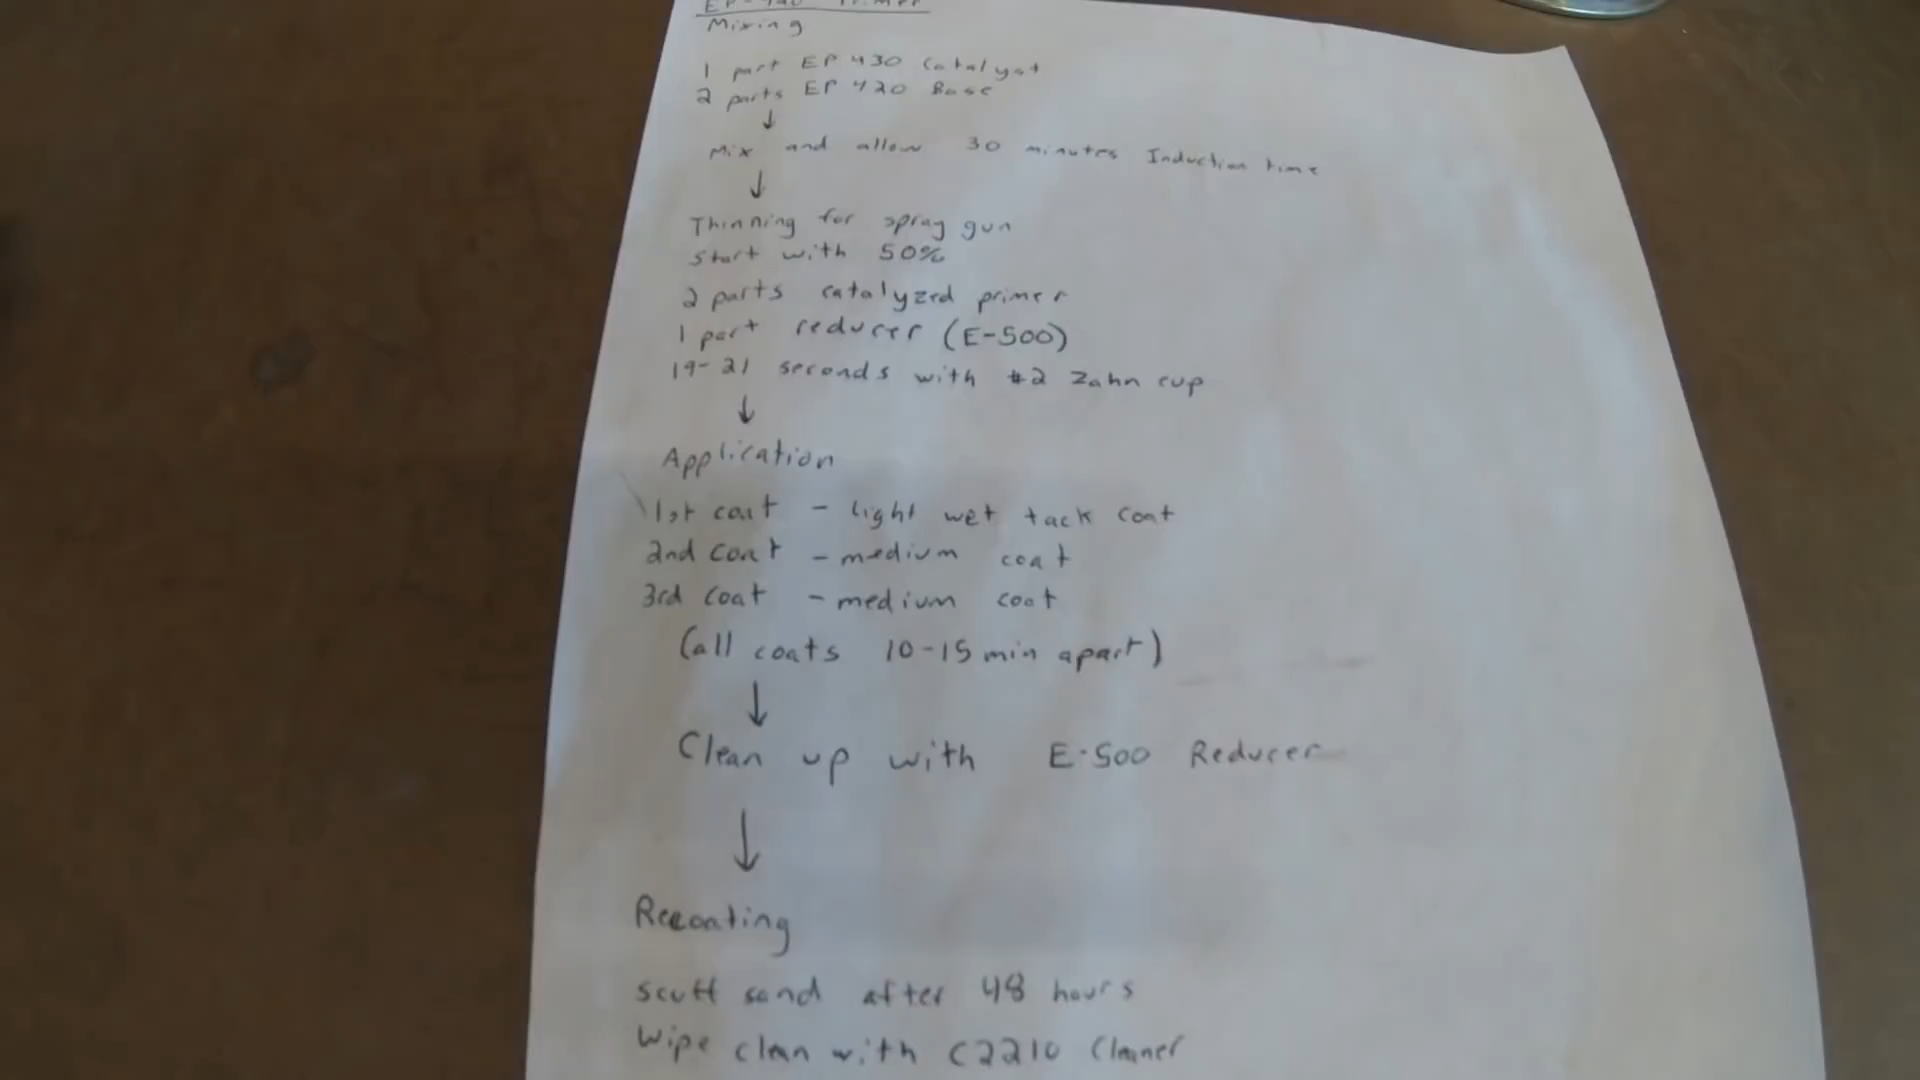 EP-420 Primer
Mixing
1 part EP 430 Catalyst
2 parts EP 420 Base
↓
Mix and allow 30 minutes Induction time
↓
Thinning for spray gun
Start with 50%
2 parts catalyzed primer
1 part reducer (E-500)
19-21 seconds with #2 Zahn cup
↓
Application
1st coat - light wet tack coat
2nd coat - medium coat
3rd coat - medium coat
(all coats 10-15 min apart)
↓
Clean up with E-500 Reducer
↓
Recoating
scuff sand after 48 hours
Wipe clean with C2210 Cleaner